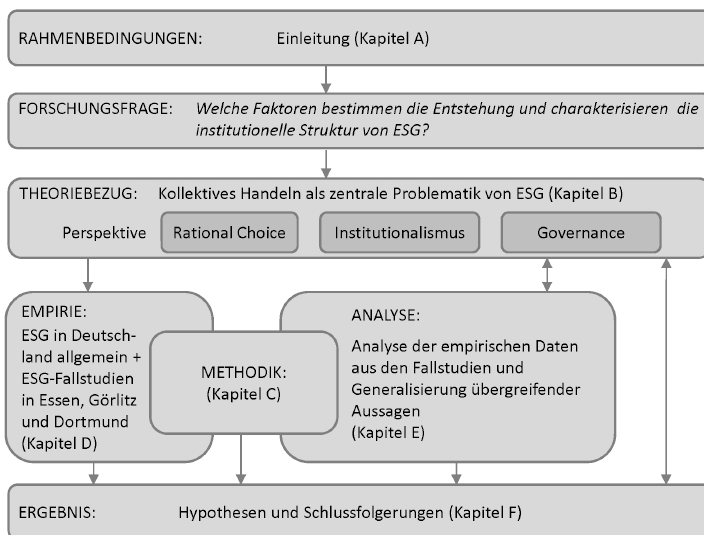 RAHMENBEDINGUNGEN: Einleitung (Kapitel A)
FORSCHUNGSFRAGE: Welche Faktoren bestimmen die Entstehung und charakterisieren die
institutionelle Struktur von ESG?
THEORIEBEZUG: Kollektives Handeln als zentrale Problematik von ESG (Kapitel B)
Perspektive Rational Choice Institutionalismus Governance
EMPIRIE:
ESG in Deutsch-
land allgemein +
ESG-Fallstudien
in Essen, Görlitz
und Dortmund
(Kapitel D)
METHODIK:
(Kapitel C)
ANALYSE:
Analyse der empirischen Daten
aus den Fallstudien und
Generalisierung übergreifender
Aussagen
(Kapitel E)
ERGEBNIS: Hypothesen und Schlussfolgerungen (Kapitel F)